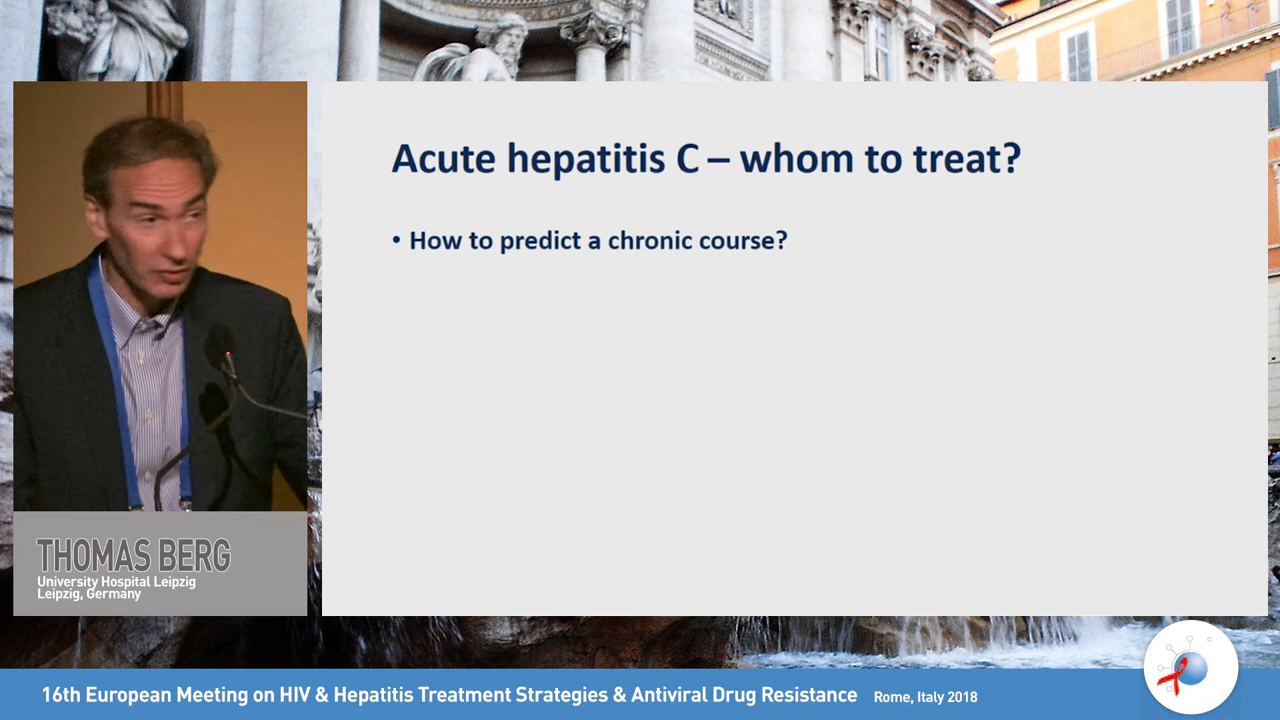 Acute hepatitis C – whom to treat?
• How to predict a chronic course?
THOMAS BERG
University Hospital Leipzig
Leipzig, Germany
16th European Meeting on HIV & Hepatitis Treatment Strategies & Antiviral Drug Resistance Rome, Italy 2018